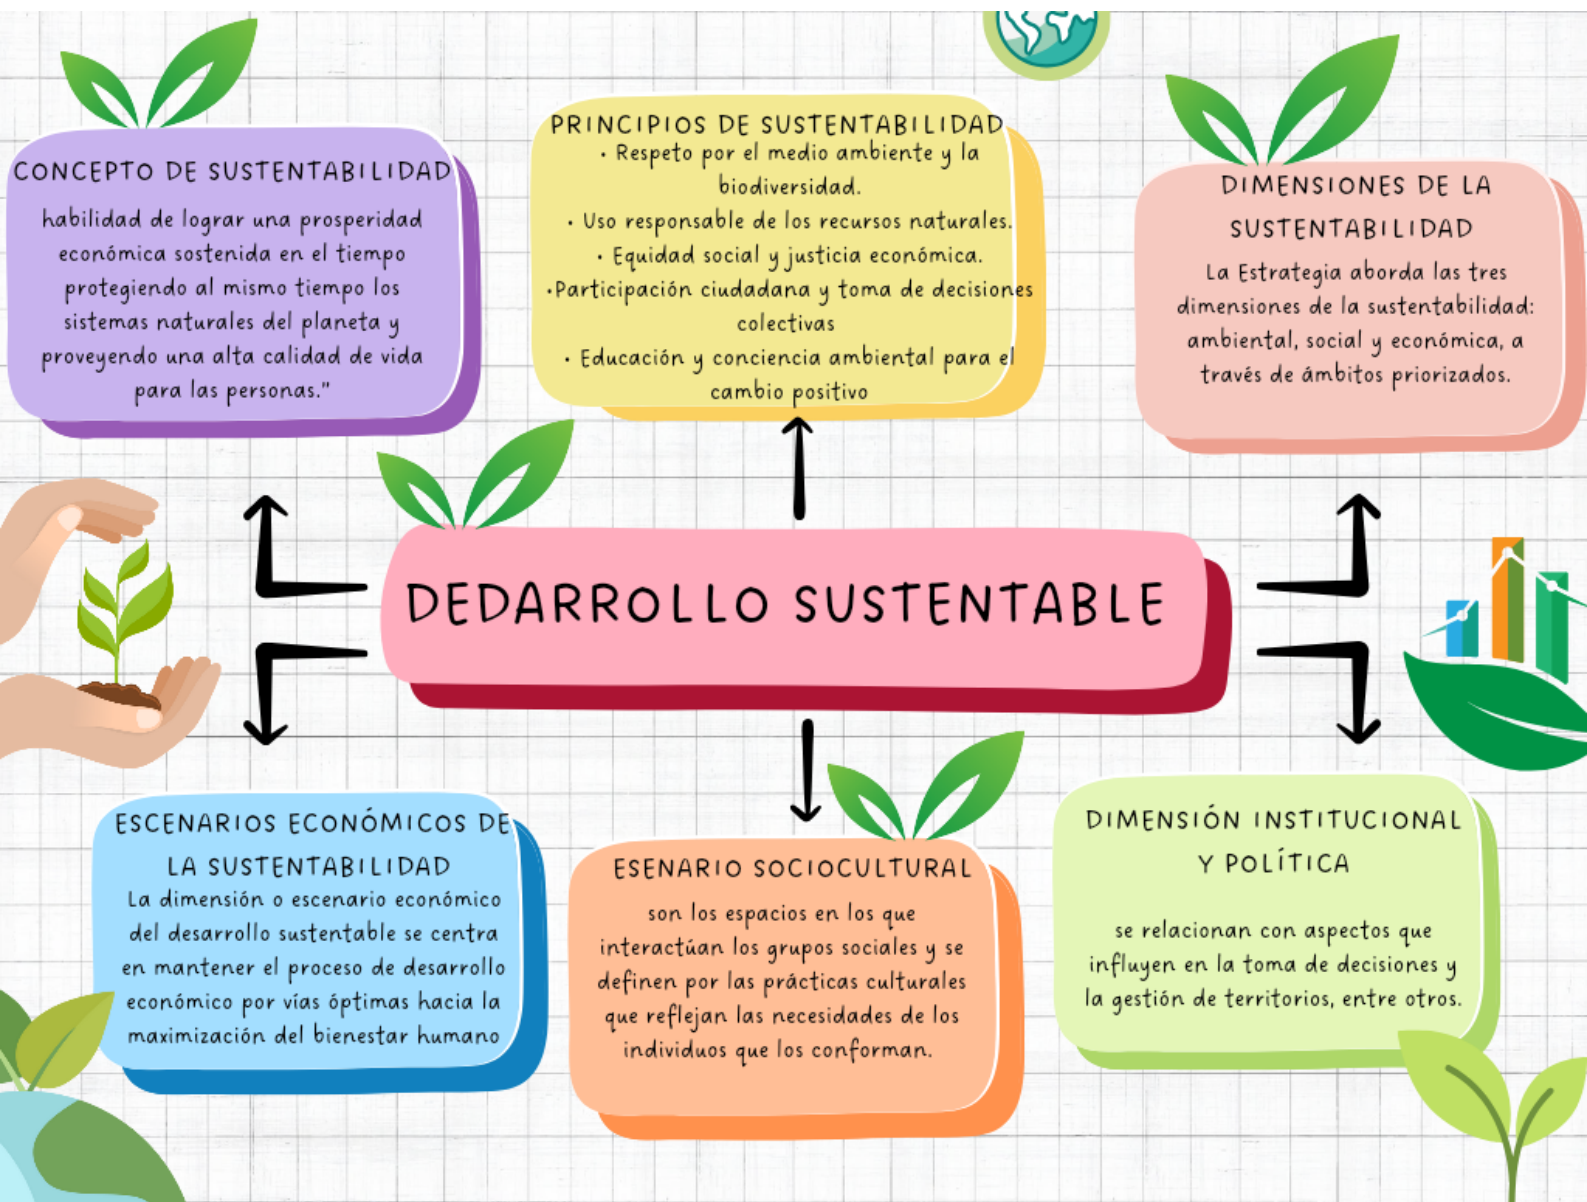 CONCEPTO DE SUSTENTABILIDAD
habilidad de lograr una prosperidad
económica sostenida en el tiempo
protegiendo al mismo tiempo los
sistemas naturales del planeta y
proveyendo una alta calidad de vida
para las personas."
PRINCIPIOS DE SUSTENTABILIDAD
• Respeto por el medio ambiente y la
biodiversidad.
• Uso responsable de los recursos naturales.
• Equidad social y justicia económica.
•Participación ciudadana y toma de decisiones
colectivas
• Educación y conciencia ambiental para el
cambio positivo
DIMENSIONES DE LA
SUSTENTABILIDAD
La Estrategia aborda las tres
dimensiones de la sustentabilidad:
ambiental, social y económica, a
través de ámbitos priorizados.
DEDARROLLO SUSTENTABLE
ESCENARIOS ECONÓMICOS DE
LA SUSTENTABILIDAD
La dimensión o escenario económico
del desarrollo sustentable se centra
en mantener el proceso de desarrollo
económico por vías óptimas hacia la
maximización del bienestar humano
ESENARIO SOCIOCULTURAL
son los espacios en los que
interactúan los grupos sociales y se
definen por las prácticas culturales
que reflejan las necesidades de los
individuos que los conforman.
DIMENSIÓN INSTITUCIONAL
Y POLÍTICA
se relacionan con aspectos que
influyen en la toma de decisiones y
la gestión de territorios, entre otros.